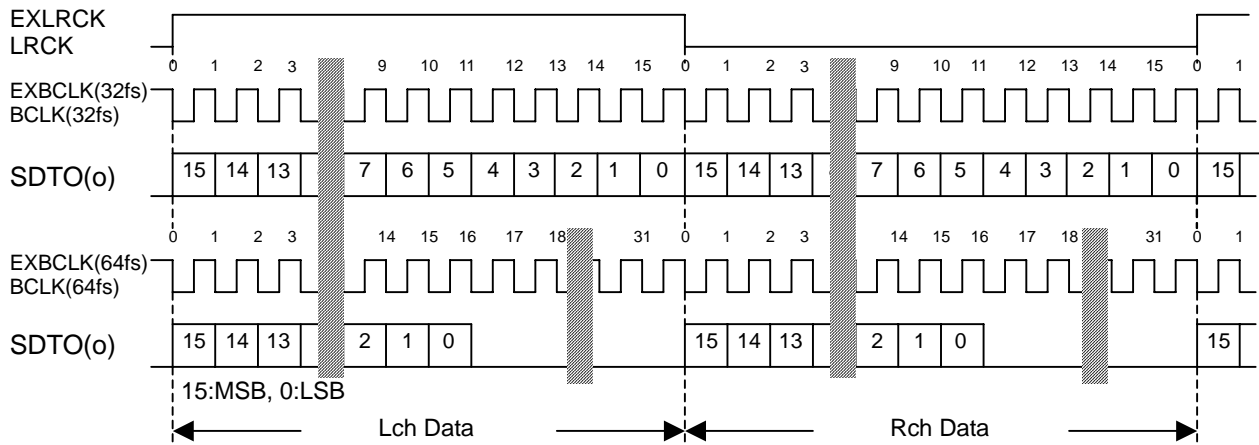 EXLRCK
LRCK
0 1 2 3 9 10 11 12 13 14 15 0 1 2 3 9 10 11 12 13 14 15 0 1
EXBCLK(32fs)
BCLK(32fs)
SDTO(o) 15 14 13 7 6 5 4 3 2 1 0 15 14 13 7 6 5 4 3 2 1 0 15
0 1 2 3 14 15 16 17 18 31 0 1 2 3 14 15 16 17 18 31 0 1
EXBCLK(64fs)
BCLK(64fs)
SDTO(o) 15 14 13 2 1 0 15 14 13 2 1 0 15
15:MSB, 0:LSB
Lch Data Rch Data